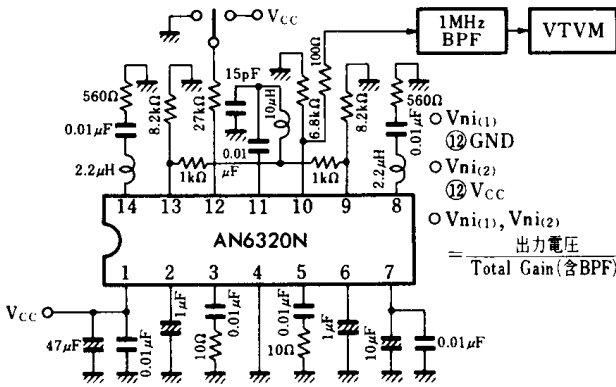 VCC
1MHz
BPF
VTVM
100Ω
15pF
10μH
560Ω
8.2kΩ
27kΩ
6.8kΩ
8.2kΩ
560Ω
0.01μF
0.01
μF
0.01μF
2.2μH
1kΩ
1kΩ
2.2μH
○Vni(1)
⑫GND
○Vni(2)
⑫VCC
○Vni(1), Vni(2)
= 出力電圧
Total Gain(含BPF)
14 13 12 11 10 9 8
AN6320N
1 2 3 4 5 6 7
VCC
47μF
0.01μF
1μF
0.01μF
10Ω
0.01μF
10Ω
1μF
10μF
0.01μF